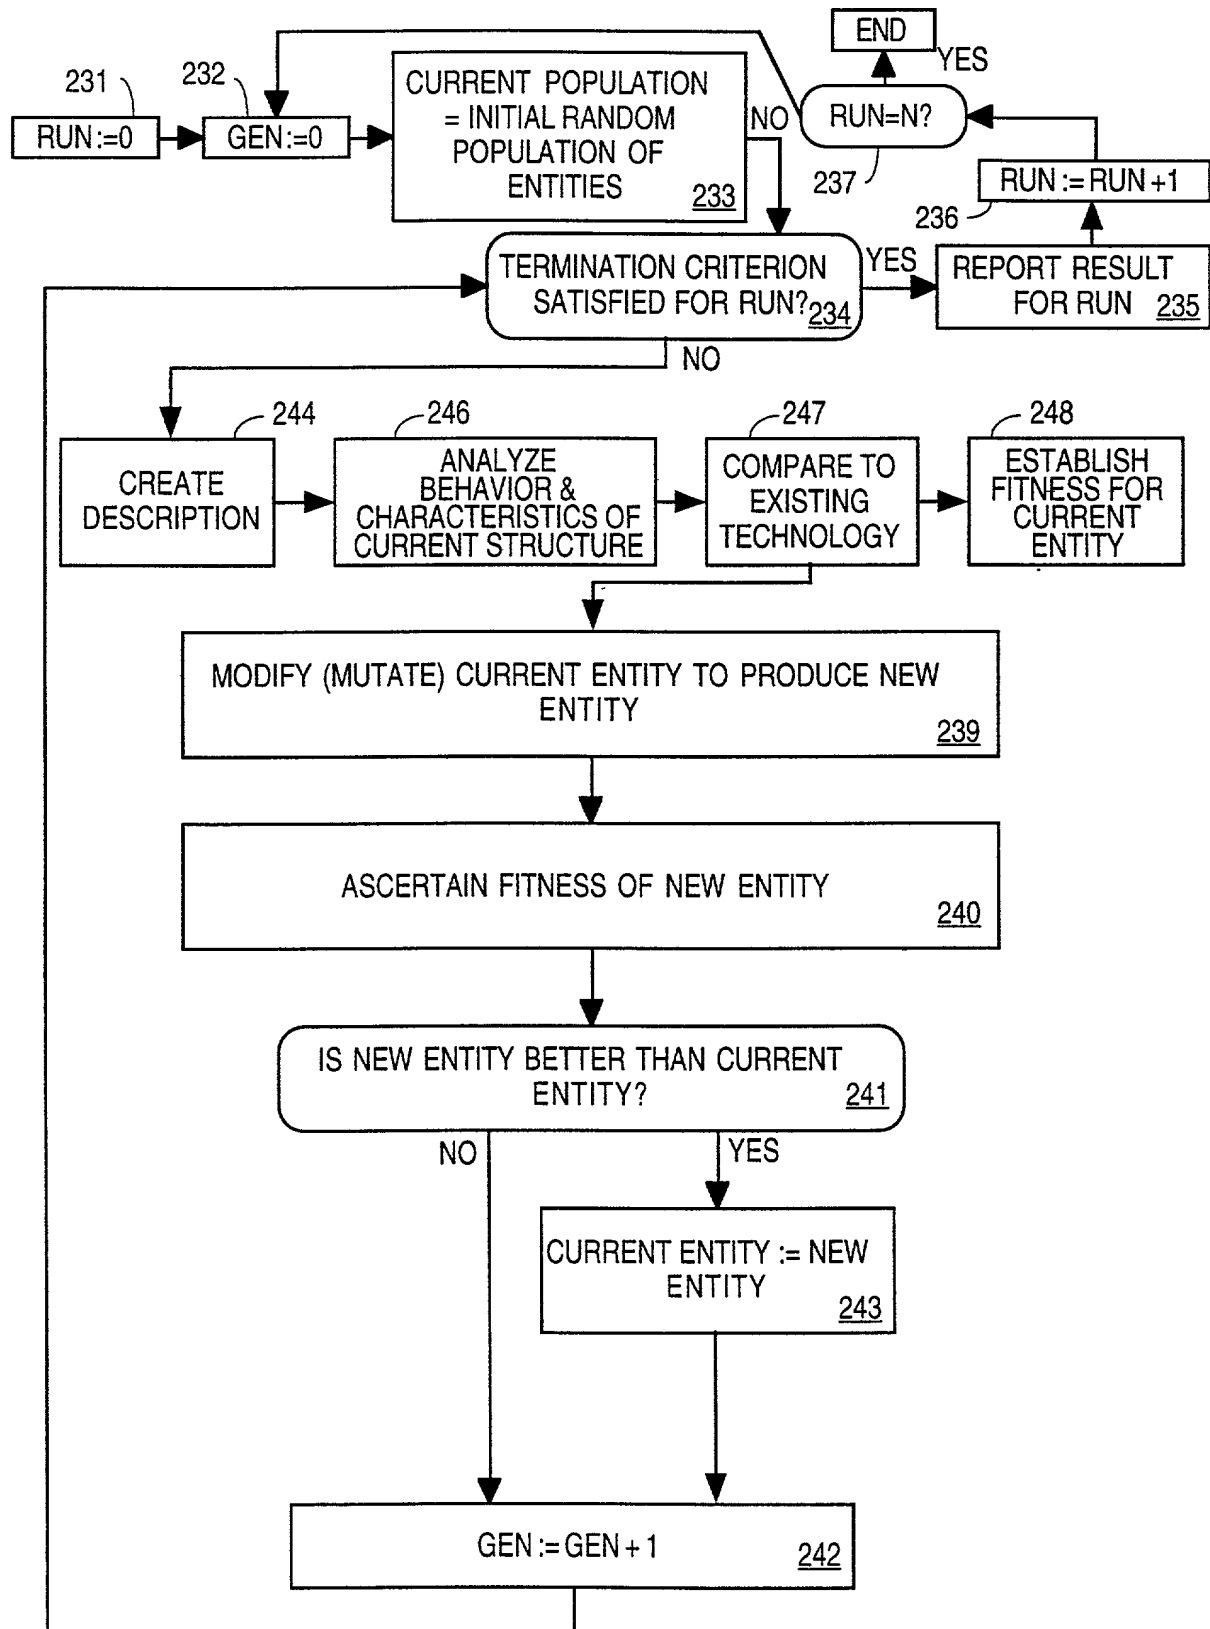 END
YES
231
232
RUN:=0
GEN:=0
CURRENT POPULATION
= INITIAL RANDOM
POPULATION OF
ENTITIES
233
NO
RUN=N?
237
RUN := RUN +1
236
TERMINATION CRITERION
SATISFIED FOR RUN?
234
YES
REPORT RESULT
FOR RUN
235
NO
244
CREATE
DESCRIPTION
246
ANALYZE
BEHAVIOR &
CHARACTERISTICS OF
CURRENT STRUCTURE
247
COMPARE TO
EXISTING
TECHNOLOGY
248
ESTABLISH
FITNESS FOR
CURRENT
ENTITY
MODIFY (MUTATE) CURRENT ENTITY TO PRODUCE NEW
ENTITY
239
ASCERTAIN FITNESS OF NEW ENTITY
240
IS NEW ENTITY BETTER THAN CURRENT
ENTITY?
241
NO
YES
CURRENT ENTITY := NEW
ENTITY
243
GEN := GEN + 1
242